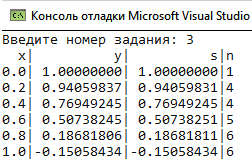 Консоль отладки Microsoft Visual Studio
Введите номер задания: 3
x| y| s|n
0.0| 1.00000000| 1.00000000|1
0.2| 0.94059837| 0.94059831|4
0.4| 0.76949245| 0.76949245|4
0.6| 0.50738245| 0.50738251|5
0.8| 0.18681806| 0.18681811|6
1.0|-0.15058434|-0.15058434|6